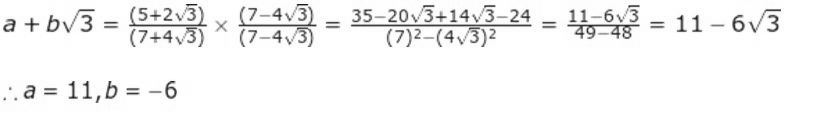 a + b√3 = (5+2√3)/(7+4√3) × (7−4√3)/(7−4√3) = (35−20√3+14√3−24)/((7)²−(4√3)²) = (11−6√3)/(49−48) = 11 − 6√3
∴ a = 11, b = −6